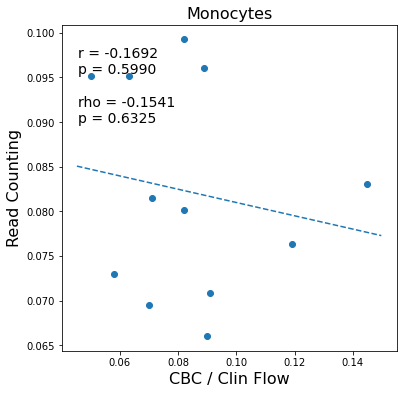 Monocytes
r = -0.1692
p = 0.5990
rho = -0.1541
p = 0.6325
0.100
0.095
0.090
0.085
0.080
0.075
0.070
0.065
Read Counting
0.06
0.08
0.10
0.12
0.14
CBC / Clin Flow